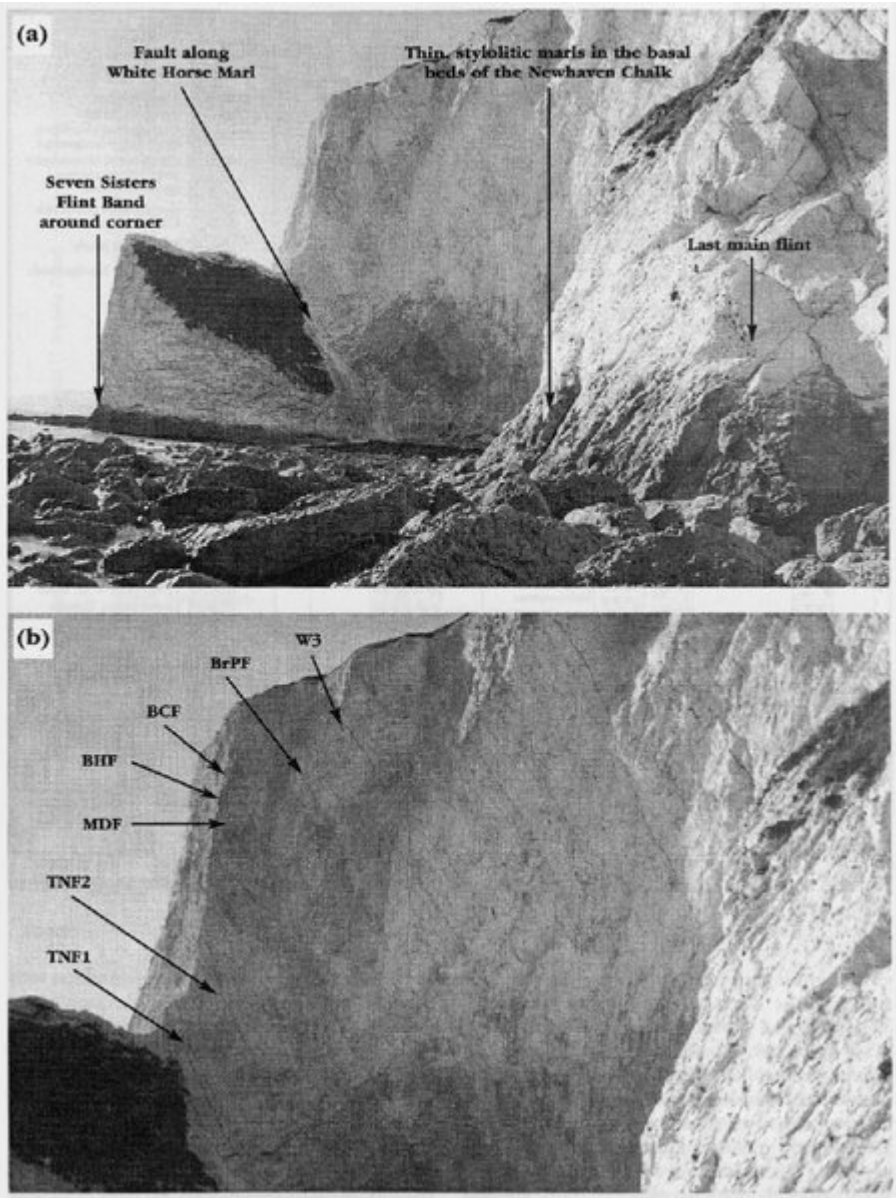 (a)
Fault along
White Horse Marl
Thin, stylolitic marls in the basal
beds of the Newhaven Chalk
Seven Sisters
Flint Band
around corner
Last main flint
(b)
W3
BrPF
BCF
BHF
MDF
TNF2
TNF1